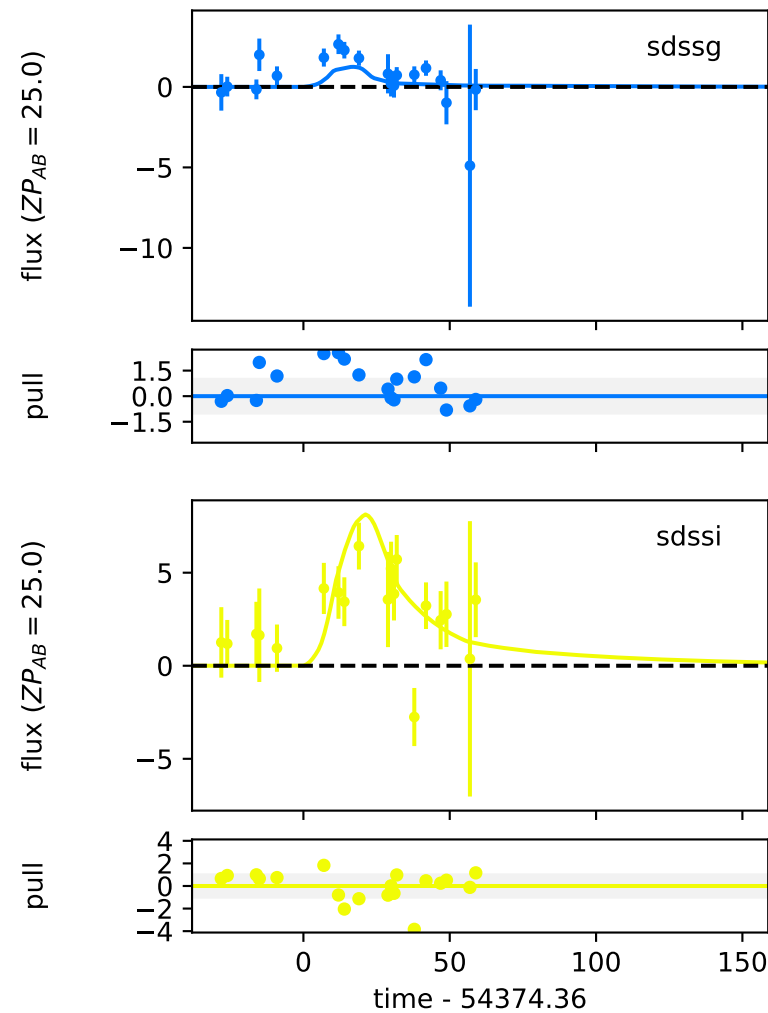 sdssg
flux (ZP_AB = 25.0)
0
−5
−10
pull
1.5
0.0
−1.5
sdssi
flux (ZP_AB = 25.0)
5
0
−5
pull
4
2
0
−2
−4
0 50 100 150
time - 54374.36